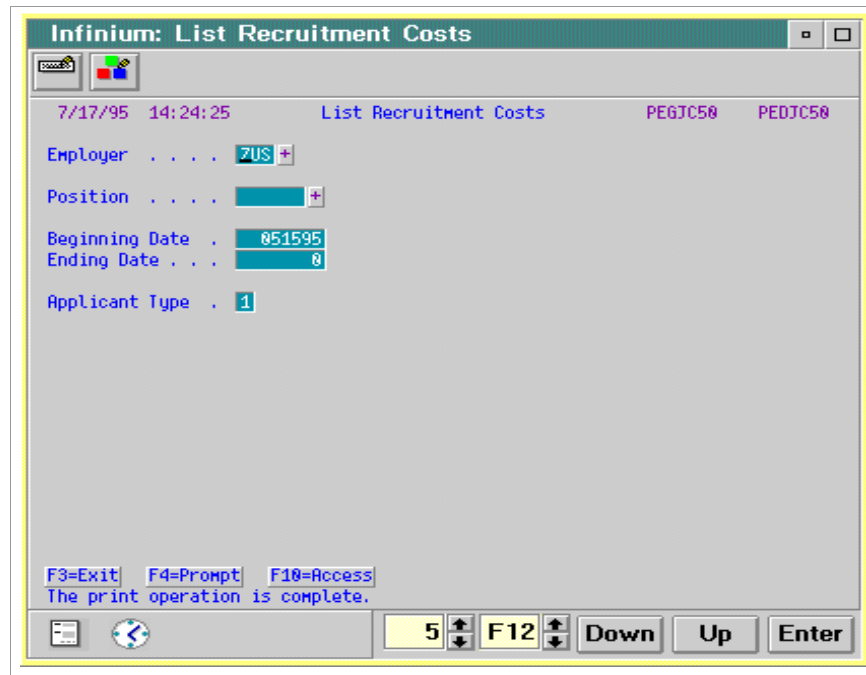 Infinium: List Recruitment Costs
7/17/95 14:24:25 List Recruitment Costs PEGJC50 PEDJC50
Employer . . . . ZUS +
Position . . . . +
Beginning Date . 051595
Ending Date . . . 0
Applicant Type . 1
F3=Exit F4=Prompt F10=Access
The print operation is complete.
5 F12 Down Up Enter